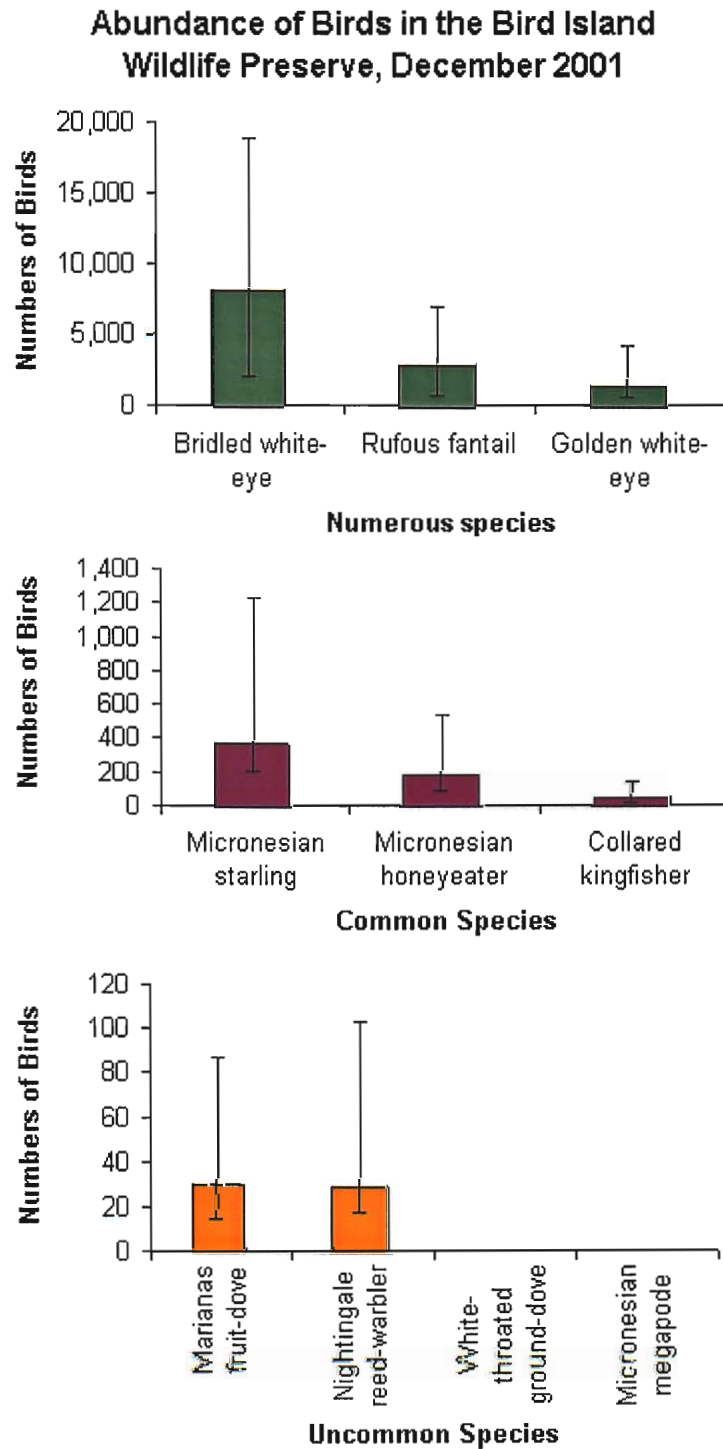 Abundance of Birds in the Bird Island
Wildlife Preserve, December 2001
Numbers of Birds
20,000
15,000
10,000
5,000
0
Bridled white-
eye
Rufous fantail
Golden white-
eye
Numerous species
Numbers of Birds
1,400
1,200
1,000
800
600
400
200
0
Micronesian
starling
Micronesian
honeyeater
Collared
kingfisher
Common Species
Numbers of Birds
120
100
80
60
40
20
0
Marianas
fruit-dove
Nightingale
reed-warbler
White-
throated
ground-dove
Micronesian
megapode
Uncommon Species